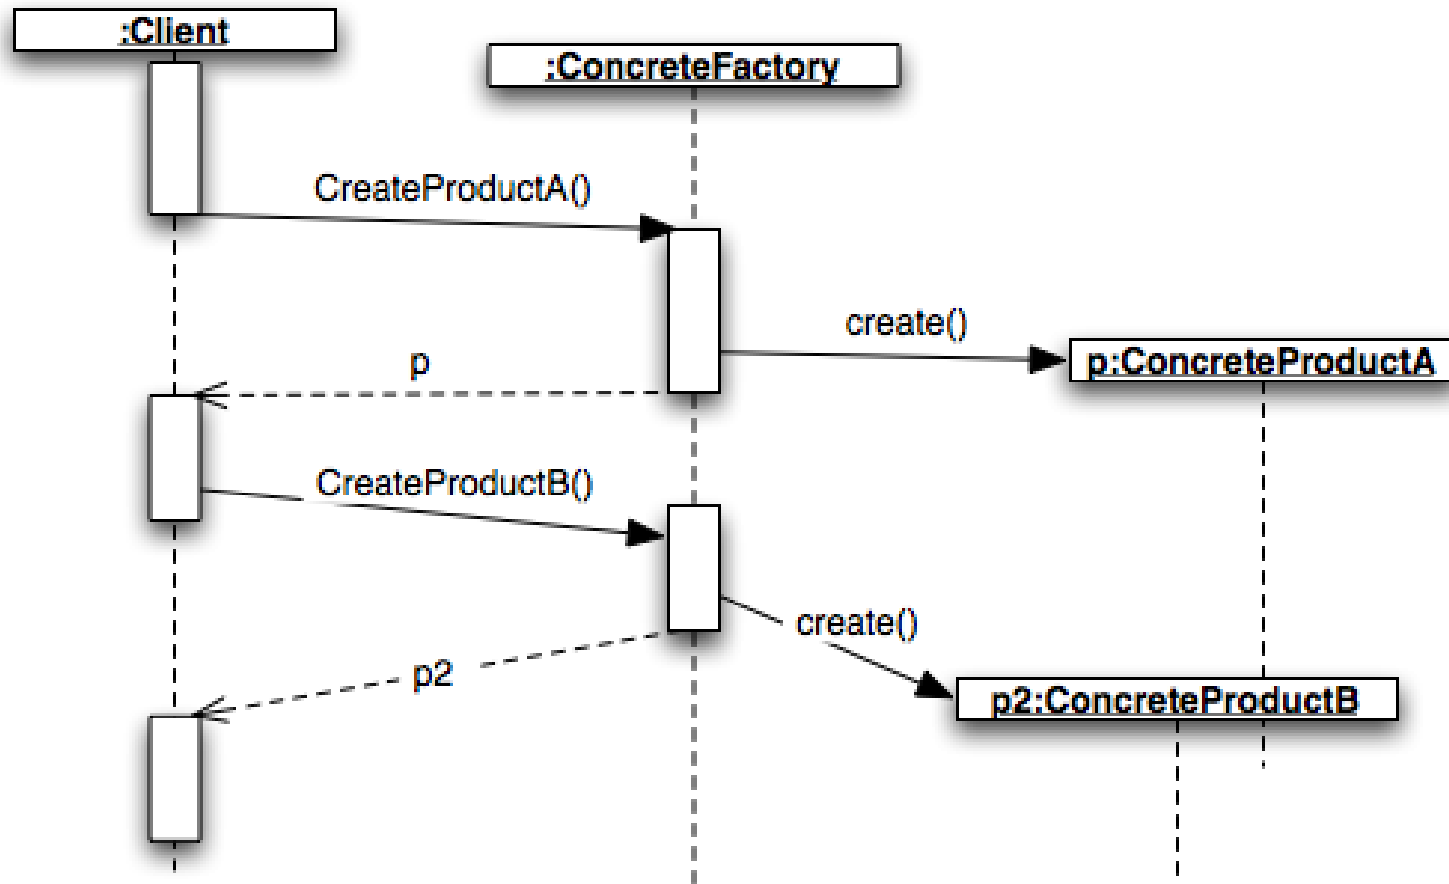 :Client
:ConcreteFactory
CreateProductA()
create()
p:ConcreteProductA
p
CreateProductB()
create()
p2
p2:ConcreteProductB